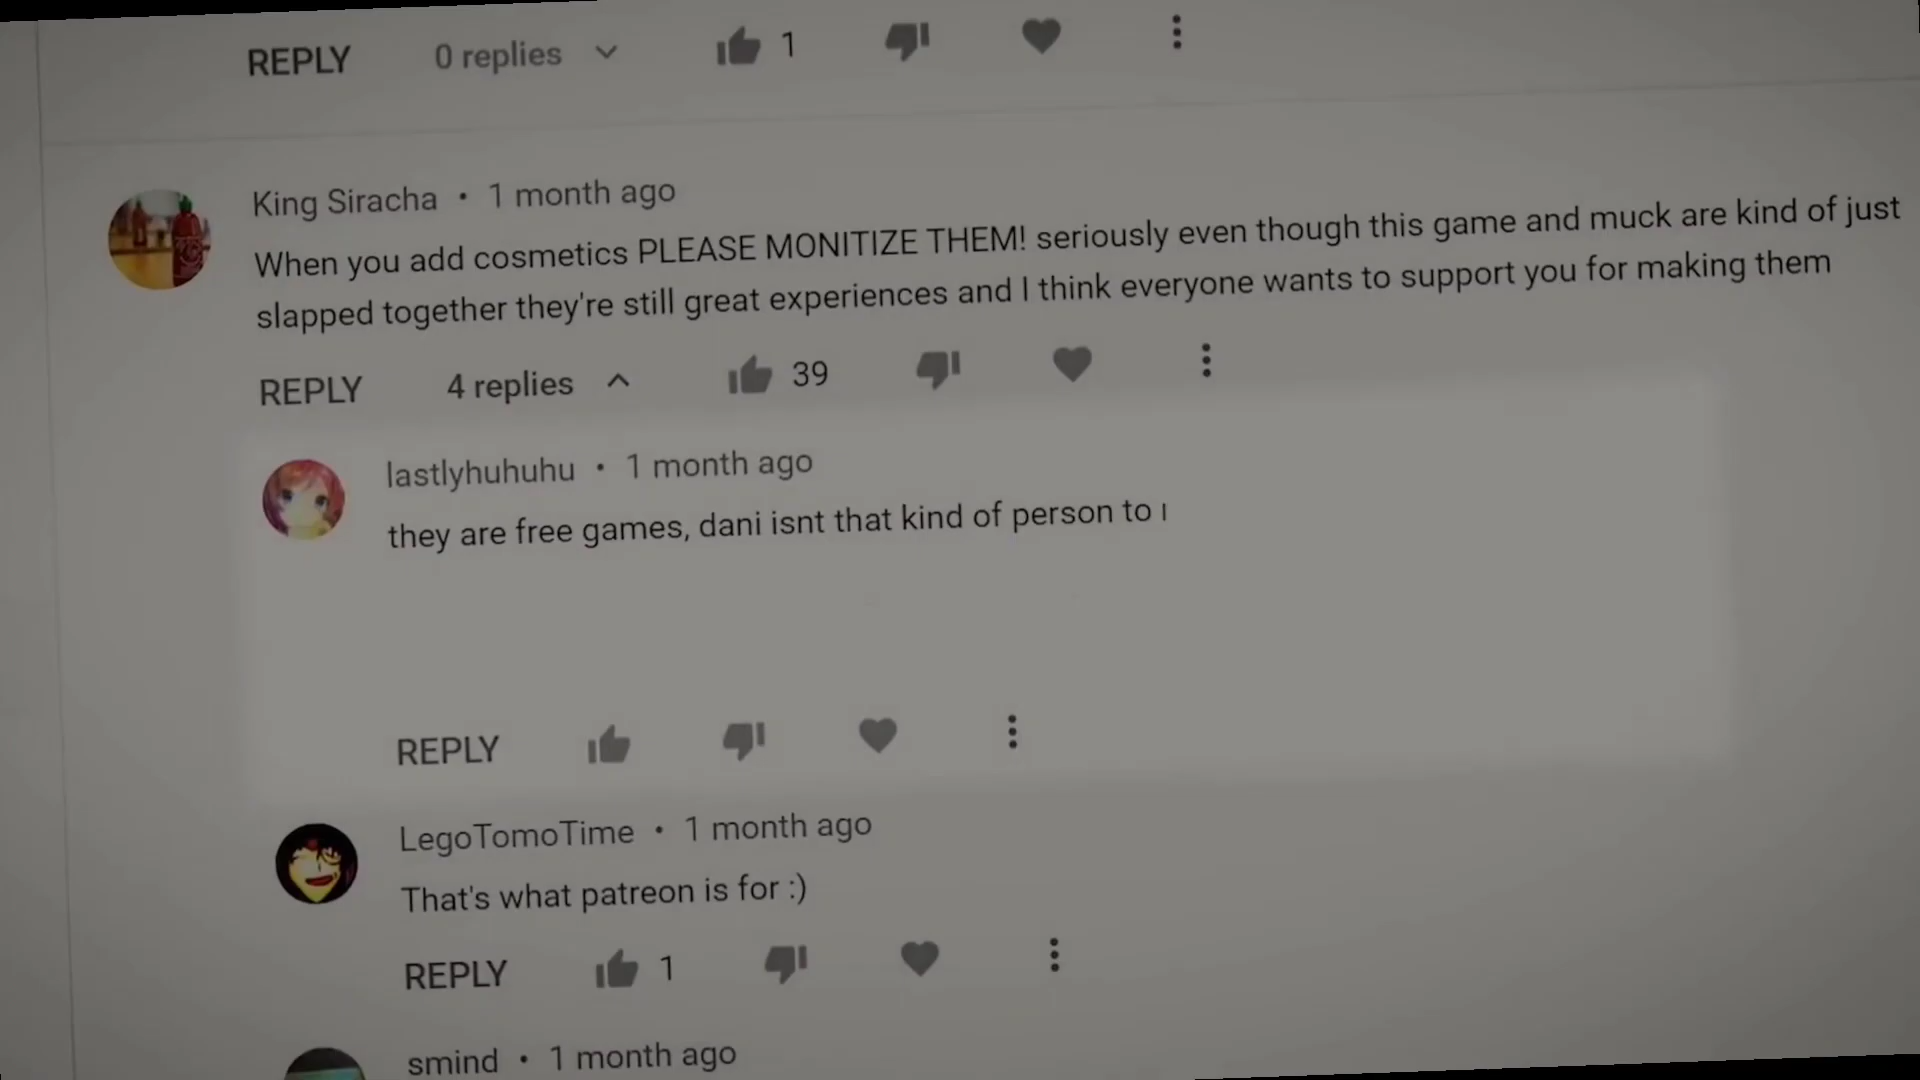 REPLY 0 replies 1
King Siracha • 1 month ago
When you add cosmetics PLEASE MONITIZE THEM! seriously even though this game and muck are kind of just
slapped together they're still great experiences and I think everyone wants to support you for making them
REPLY 4 replies 39
lastlyhuhuhu • 1 month ago
they are free games, dani isnt that kind of person to
REPLY
LegoTomoTime • 1 month ago
That's what patreon is for :)
REPLY 1
smind • 1 month ago